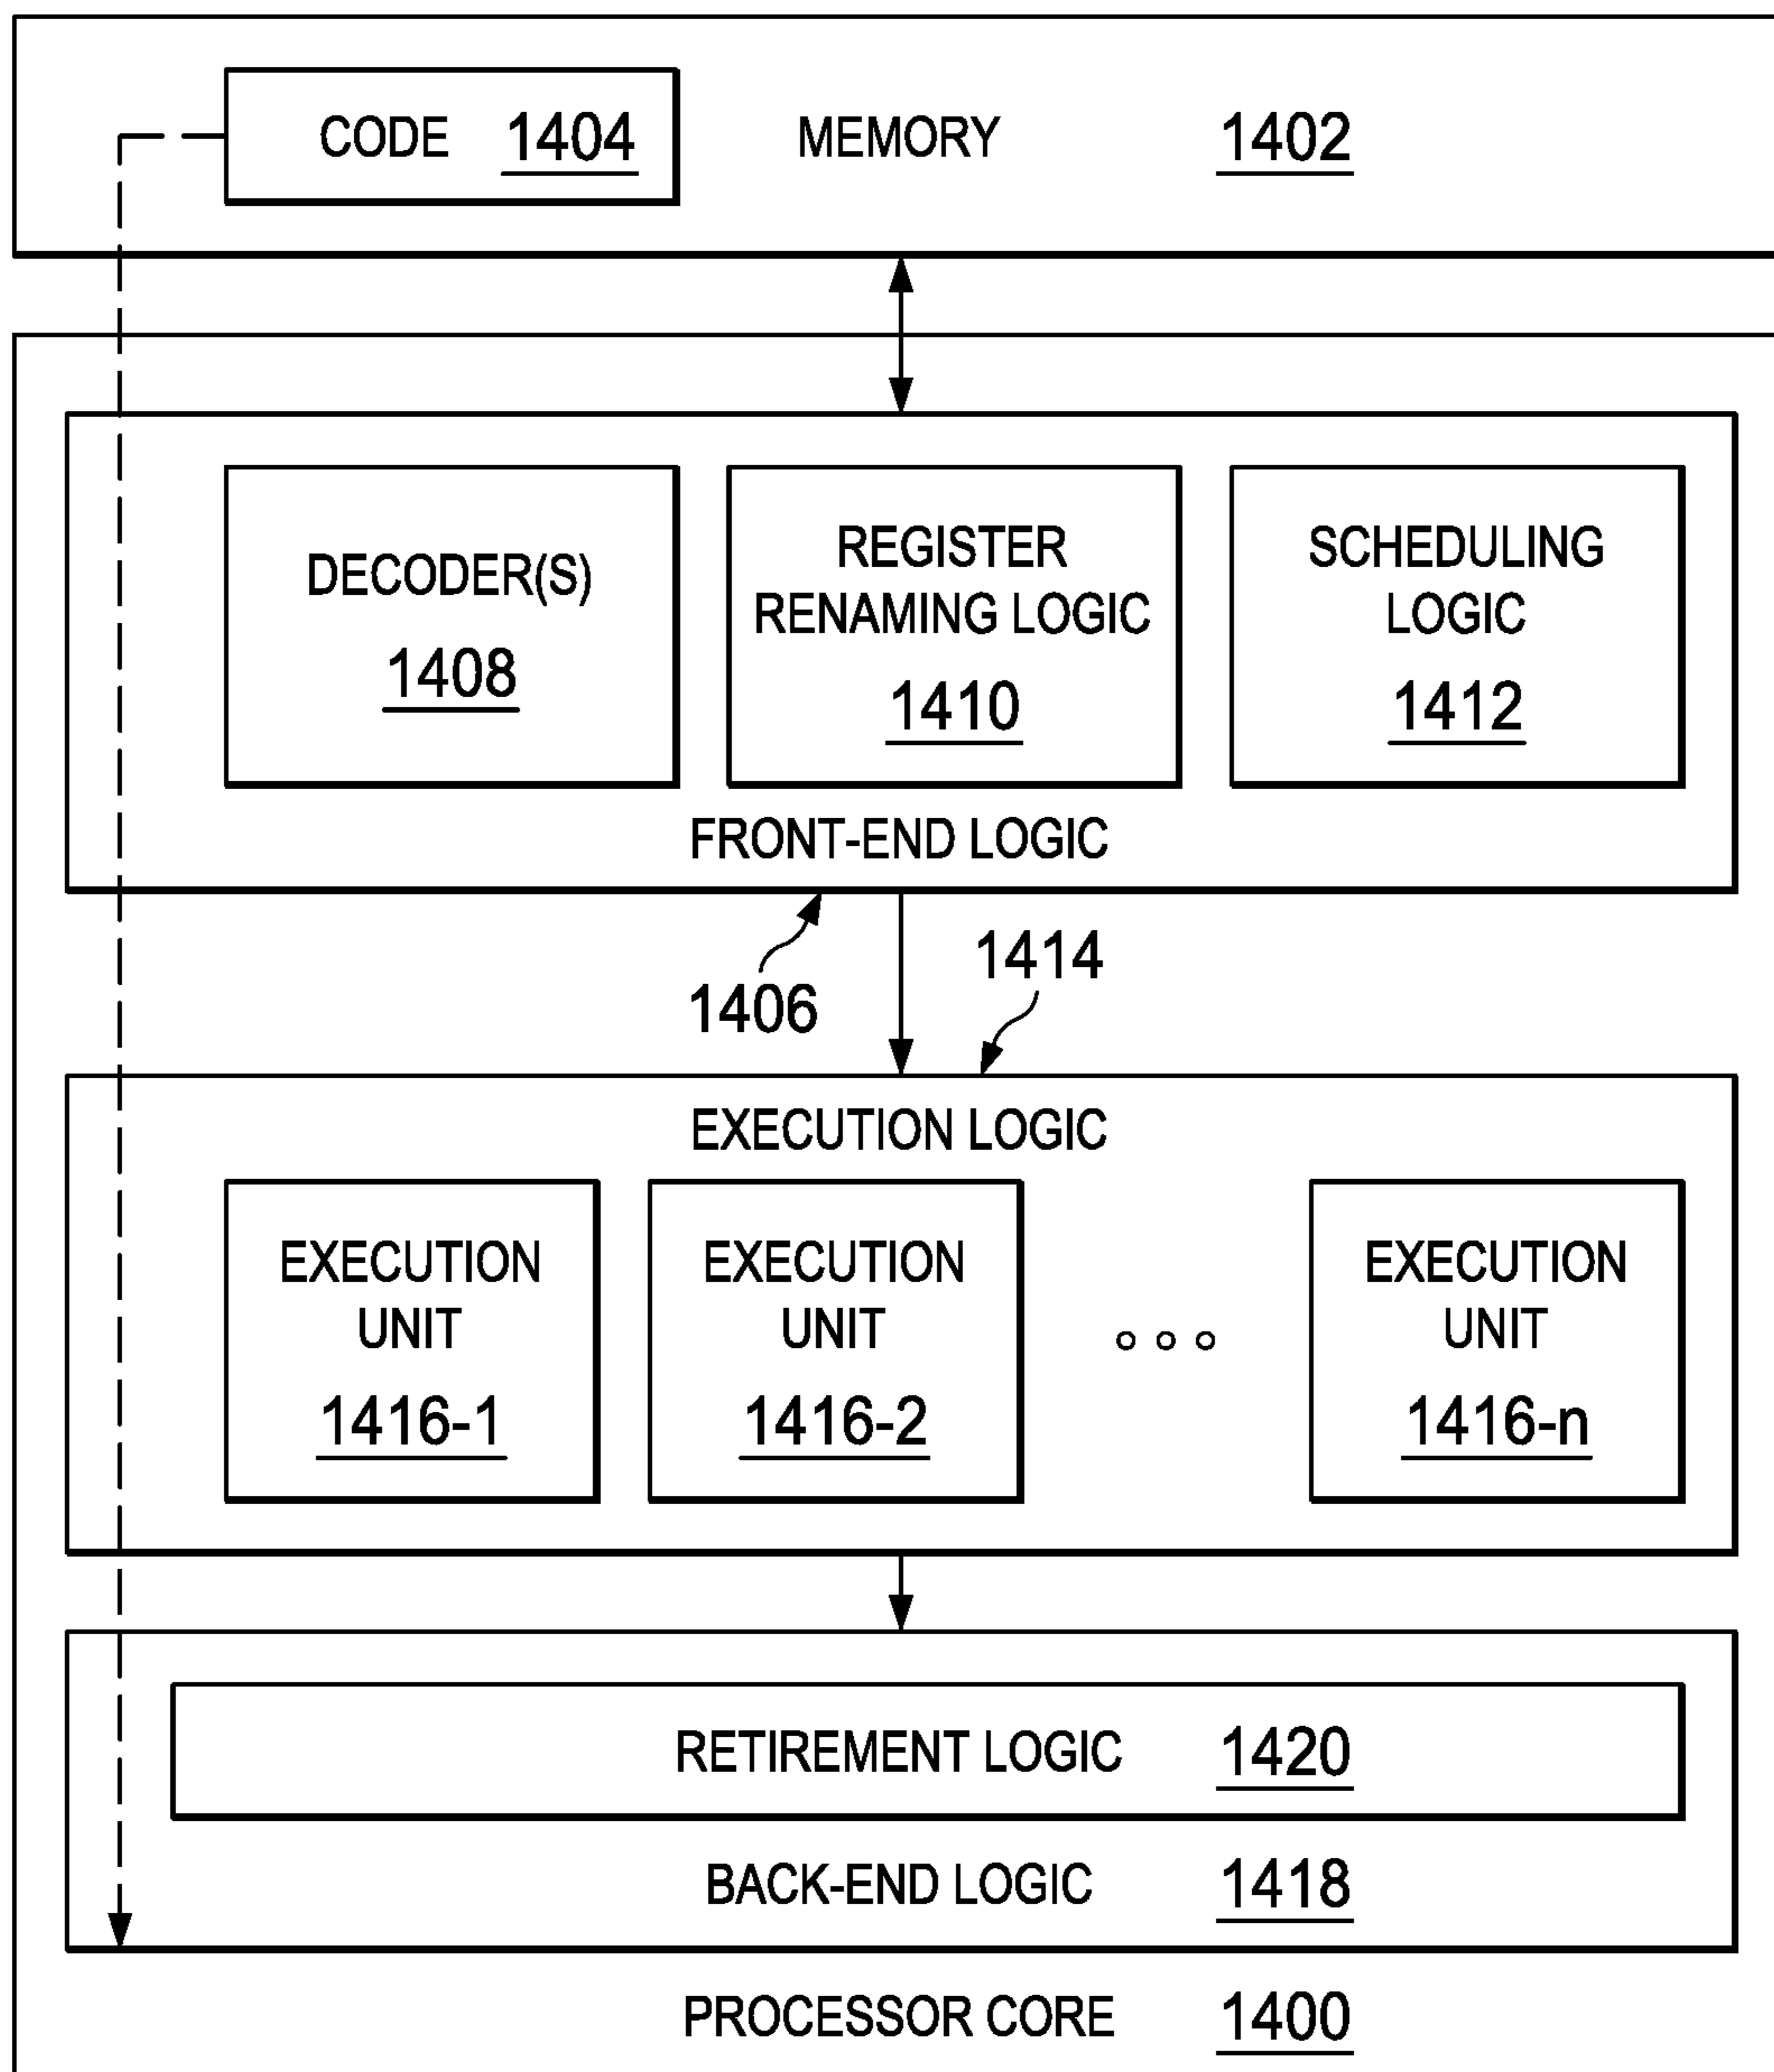 CODE 1404 MEMORY 1402
DECODER(S)
1408
REGISTER
RENAMING LOGIC
1410
SCHEDULING
LOGIC
1412
FRONT-END LOGIC
1406
1414
EXECUTION LOGIC
EXECUTION
UNIT
1416-1
EXECUTION
UNIT
1416-2
EXECUTION
UNIT
1416-n
RETIREMENT LOGIC 1420
BACK-END LOGIC 1418
PROCESSOR CORE 1400